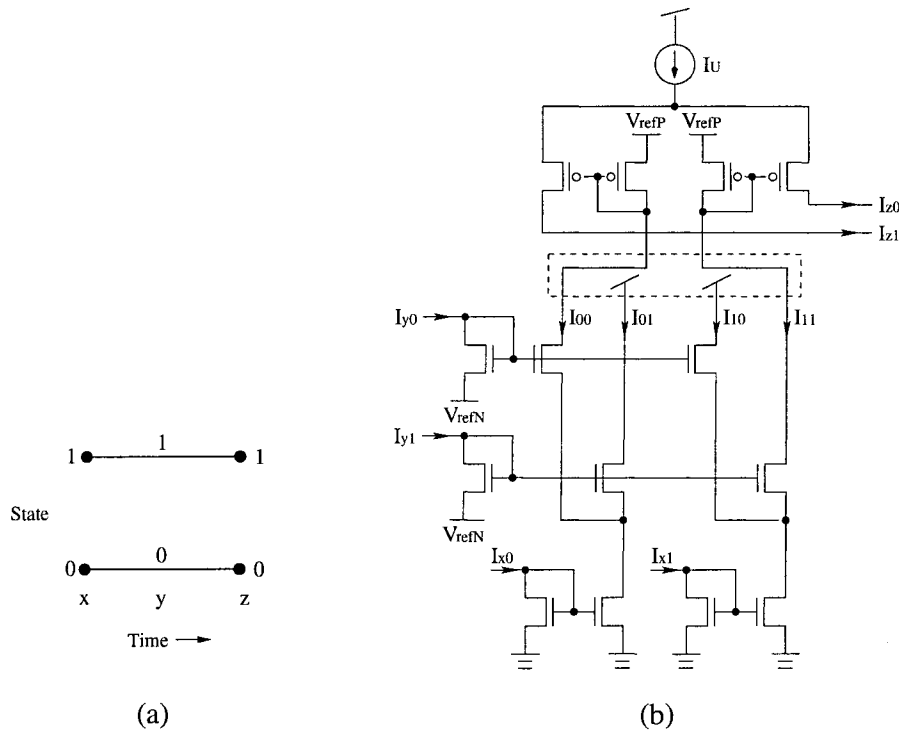 I_U
V_refP V_refP
I_z0
I_z1
I_y0 I_00 I_01 I_10 I_11
V_refN
I_y1
1 1 1
State
V_refN
0 0 0
I_x0 I_x1
x y z
Time
(a) (b)